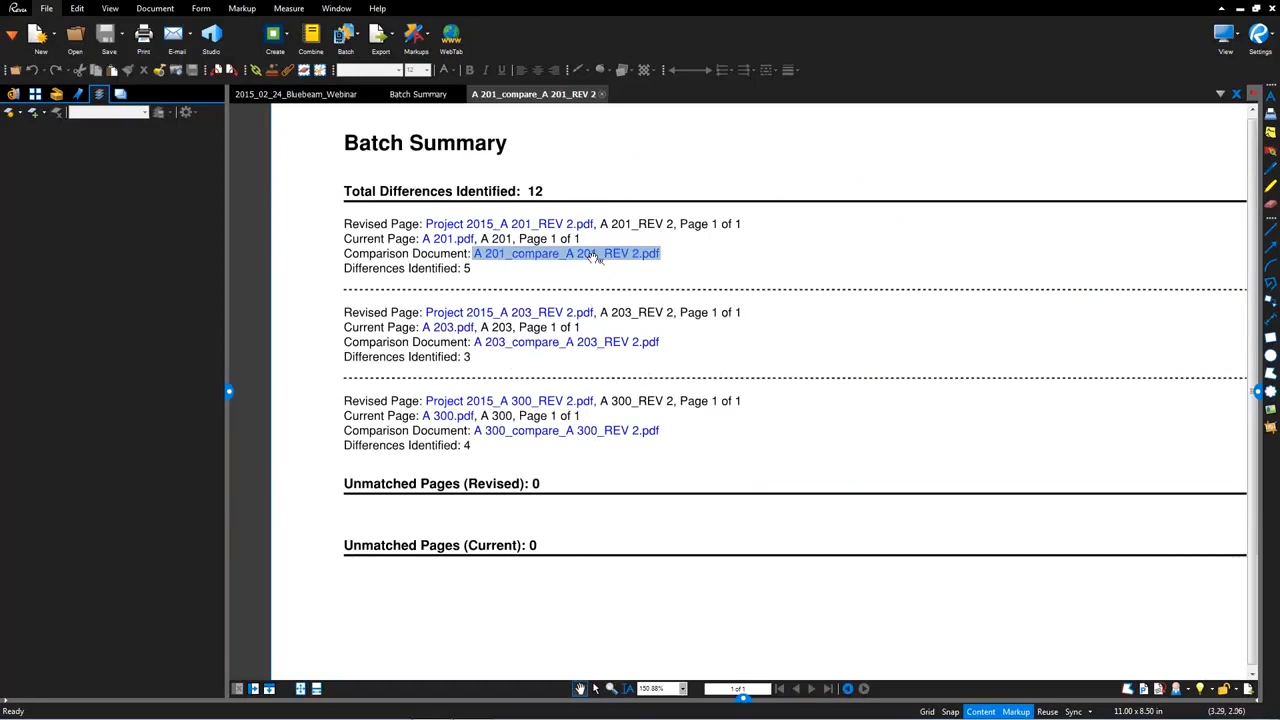 Revu File Edit View Document Form Markup Measure Window Help
New Open Save Print E-mail Studio Create Combine Batch Export Markups WebTab View Settings
12 A B I U
2015_02_24_Bluebeam_Webinar Batch Summary A 201_compare_A 201_REV 2
Batch Summary
Total Differences Identified: 12
Revised Page: Project 2015_A 201_REV 2.pdf, A 201_REV 2, Page 1 of 1
Current Page: A 201.pdf, A 201, Page 1 of 1
Comparison Document: A 201_compare_A 201_REV 2.pdf
Differences Identified: 5
Revised Page: Project 2015_A 203_REV 2.pdf, A 203_REV 2, Page 1 of 1
Current Page: A 203.pdf, A 203, Page 1 of 1
Comparison Document: A 203_compare_A 203_REV 2.pdf
Differences Identified: 3
Revised Page: Project 2015_A 300_REV 2.pdf, A 300_REV 2, Page 1 of 1
Current Page: A 300.pdf, A 300, Page 1 of 1
Comparison Document: A 300_compare_A 300_REV 2.pdf
Differences Identified: 4
Unmatched Pages (Revised): 0
Unmatched Pages (Current): 0
150.88% 1 of 1
Ready Grid Snap Content Markup Reuse Sync 11.00 x 8.50 in (3.29, 2.06)